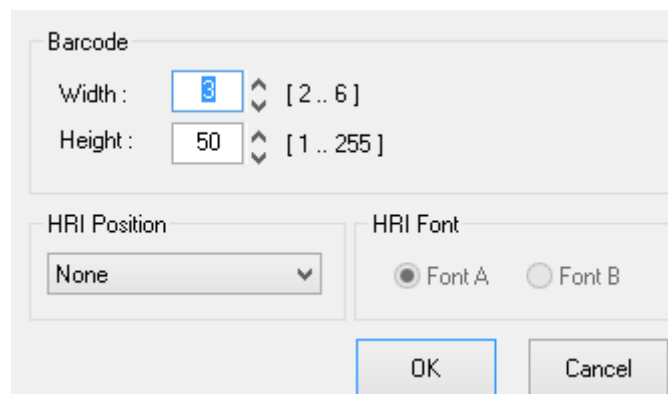 Barcode
Width : 3 [ 2 .. 6 ]
Height : 50 [ 1 .. 255 ]
HRI Position
None
HRI Font
Font A Font B
OK Cancel